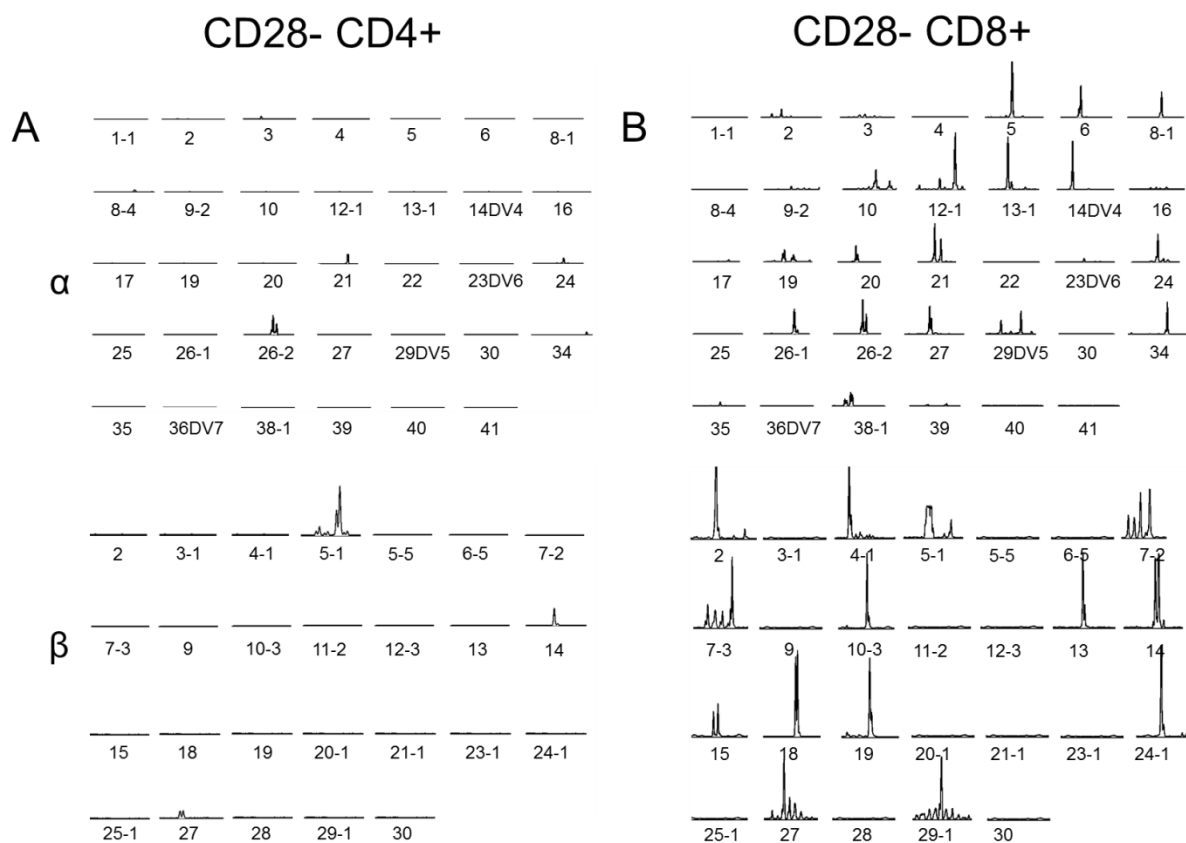 CD28- CD4+
CD28- CD8+
A
1-1 2 3 4 5 6 8-1
8-4 9-2 10 12-1 13-1 14DV4 16
α
17 19 20 21 22 23DV6 24
25 26-1 26-2 27 29DV5 30 34
35 36DV7 38-1 39 40 41
2 3-1 4-1 5-1 5-5 6-5 7-2
β
7-3 9 10-3 11-2 12-3 13 14
15 18 19 20-1 21-1 23-1 24-1
25-1 27 28 29-1 30
B
1-1 2 3 4 5 6 8-1
8-4 9-2 10 12-1 13-1 14DV4 16
17 19 20 21 22 23DV6 24
25 26-1 26-2 27 29DV5 30 34
35 36DV7 38-1 39 40 41
2 3-1 4-1 5-1 5-5 6-5 7-2
7-3 9 10-3 11-2 12-3 13 14
15 18 19 20-1 21-1 23-1 24-1
25-1 27 28 29-1 30